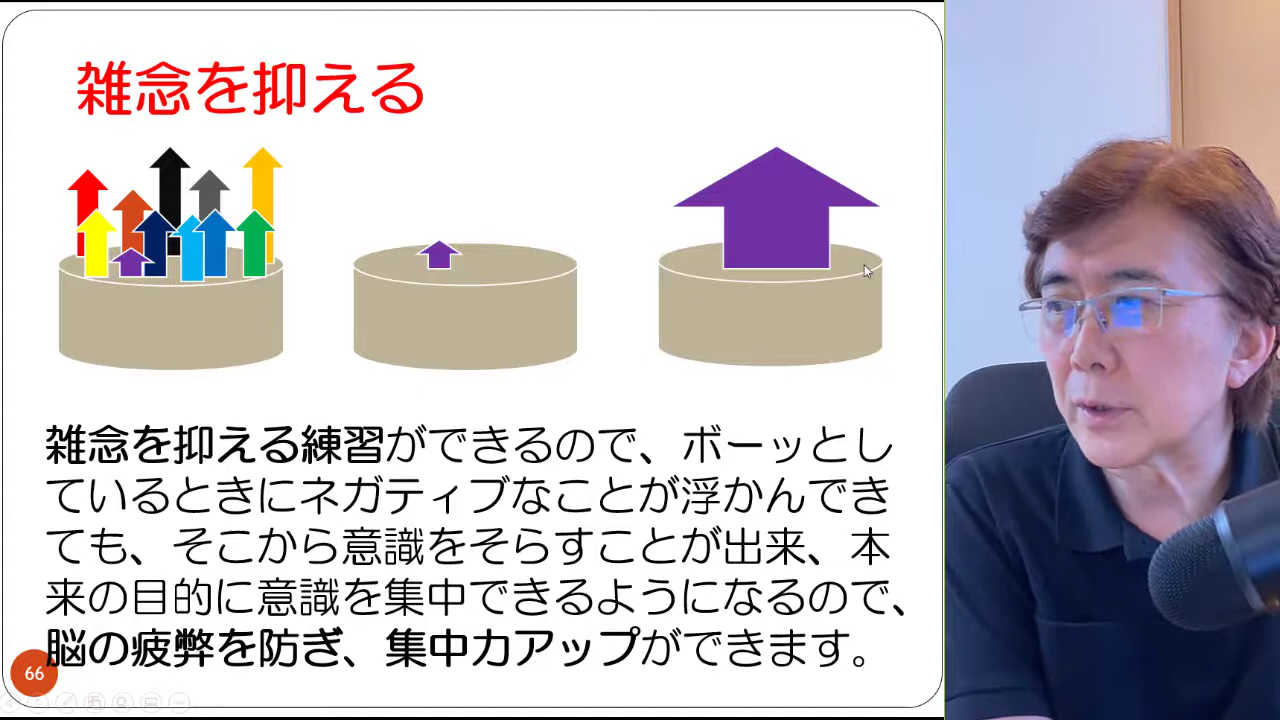 雑念を抑える
雑念を抑える練習ができるので、ボーッとし
ているときにネガティブなことが浮かんでき
ても、そこから意識をそらすことが出来、本
来の目的に意識を集中できるようになるので、
脳の疲弊を防ぎ、集中力アップができます。
66